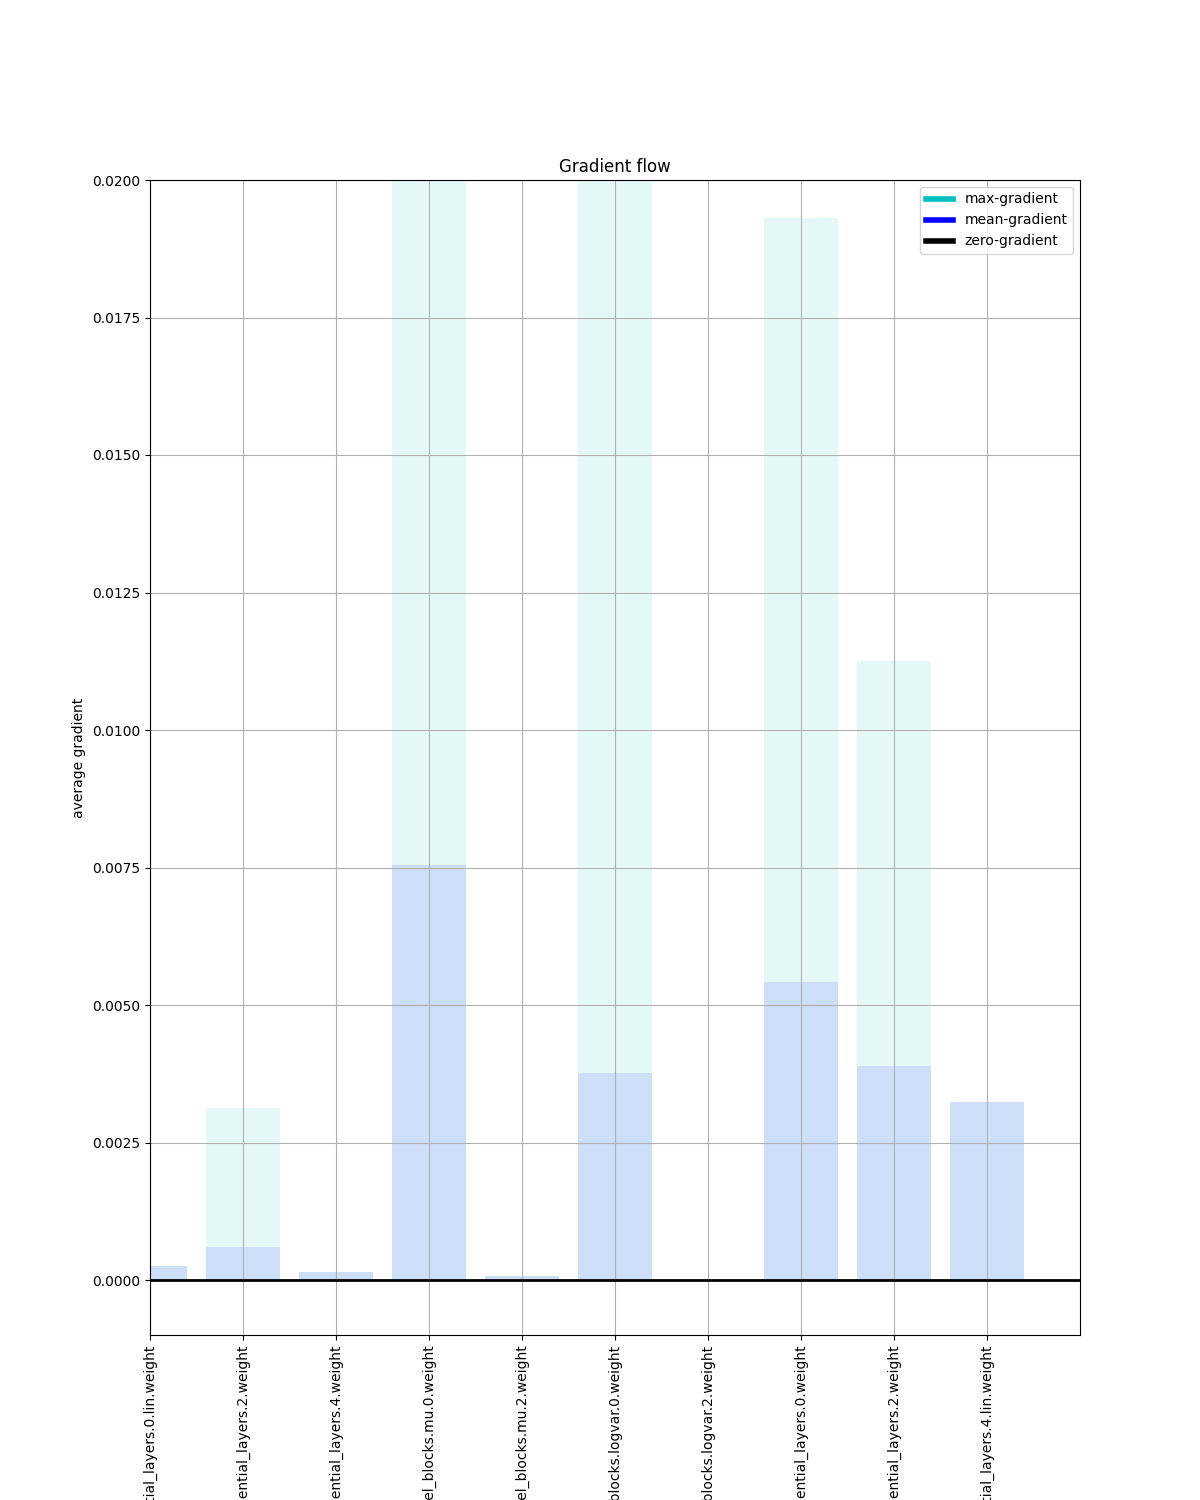 Gradient flow
max-gradient
mean-gradient
zero-gradient
0.0200
0.0175
0.0150
0.0125
0.0100
0.0075
0.0050
0.0025
0.0000
average gradient
tial_layers.0.lin.weight
ential_layers.2.weight
ential_layers.4.weight
el_blocks.mu.0.weight
el_blocks.mu.2.weight
blocks.logvar.0.weight
blocks.logvar.2.weight
ential_layers.0.weight
ential_layers.2.weight
tial_layers.4.lin.weight